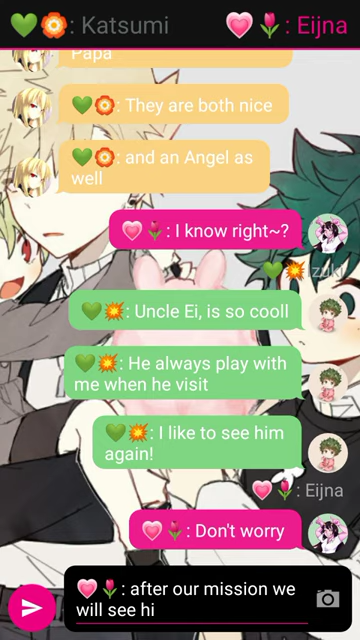 💚🏵️: Katsumi
💗🌷: Eijna
Papa
💚🏵️: They are both nice
💚🏵️: and an Angel as
well
💗🌷: I know right~?
💚💥: Izuki
💚💥: Uncle Ei, is so cooll
💚💥: He always play with
me when he visit
💚💥: I like to see him
again!
💗🌷: Eijna
💗🌷: Don't worry
💗🌷: after our mission we
will see hi